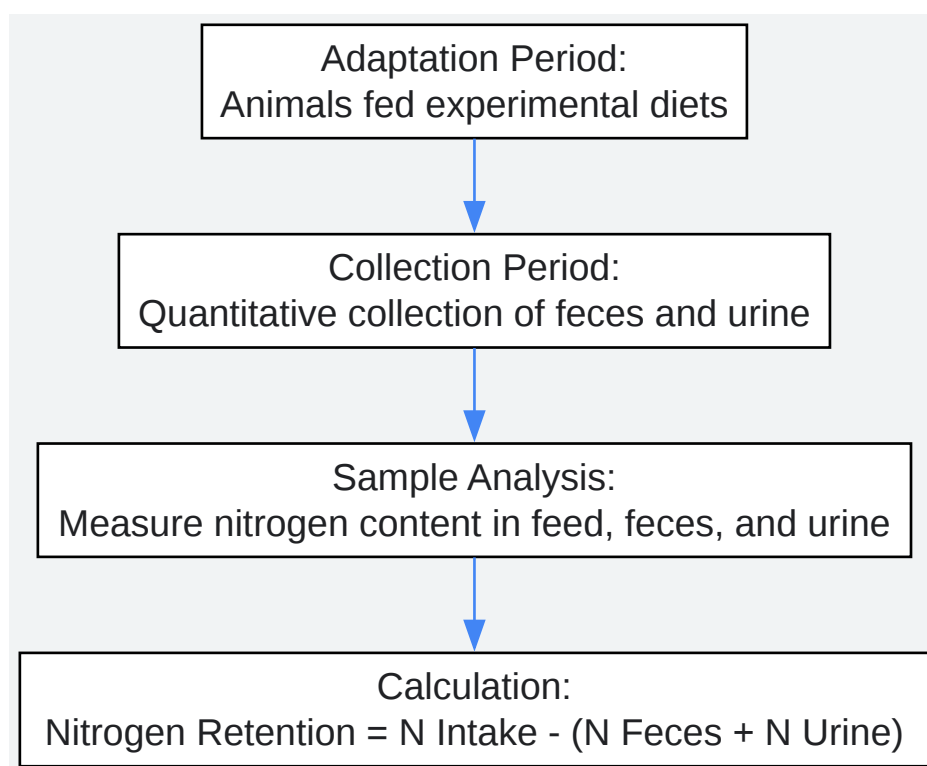 Adaptation Period:
Animals fed experimental diets
Collection Period:
Quantitative collection of feces and urine
Sample Analysis:
Measure nitrogen content in feed, feces, and urine
Calculation:
Nitrogen Retention = N Intake - (N Feces + N Urine)